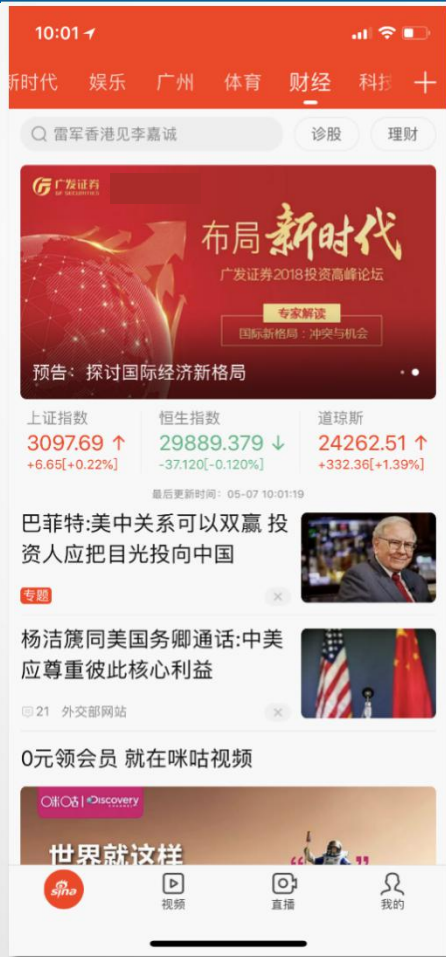 10:01
新时代 娱乐 广州 体育 财经 科技
雷军香港见李嘉诚 诊股 理财
广发证券
GF SECURITIES
布局新时代
广发证券2018投资高峰论坛
专家解读
国际新格局：冲突与机会
预告：探讨国际经济新格局
上证指数 恒生指数 道琼斯
3097.69 ↑ 29889.379 ↓ 24262.51 ↑
+6.65[+0.22%] -37.120[-0.120%] +332.36[+1.39%]
最后更新时间：05-07 10:01:19
巴菲特:美中关系可以双赢 投
资人应把目光投向中国
专题
杨洁篪同美国务卿通话:中美
应尊重彼此核心利益
21 外交部网站
0元领会员 就在咪咕视频
咪咕 Discovery
世界就这样
sina
视频 直播 我的